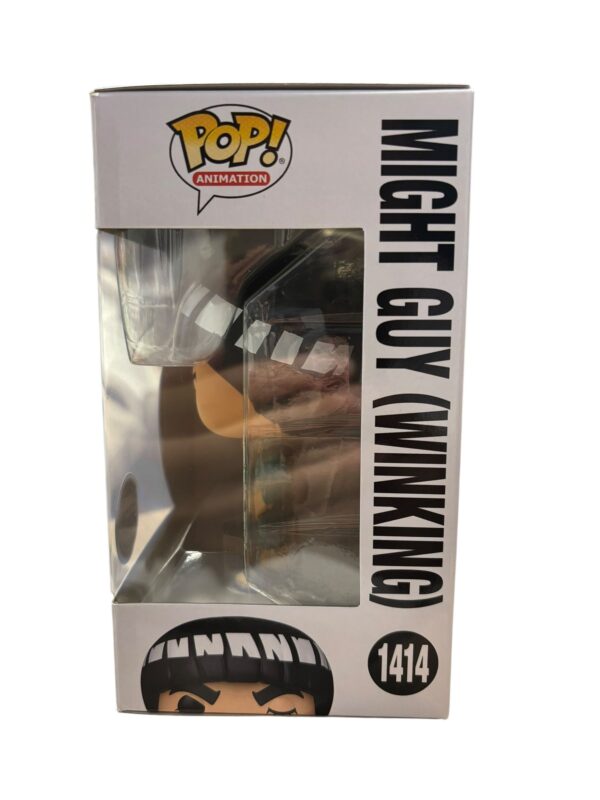 POP!
®
ANIMATION
MIGHT GUY (WINKING)
1414